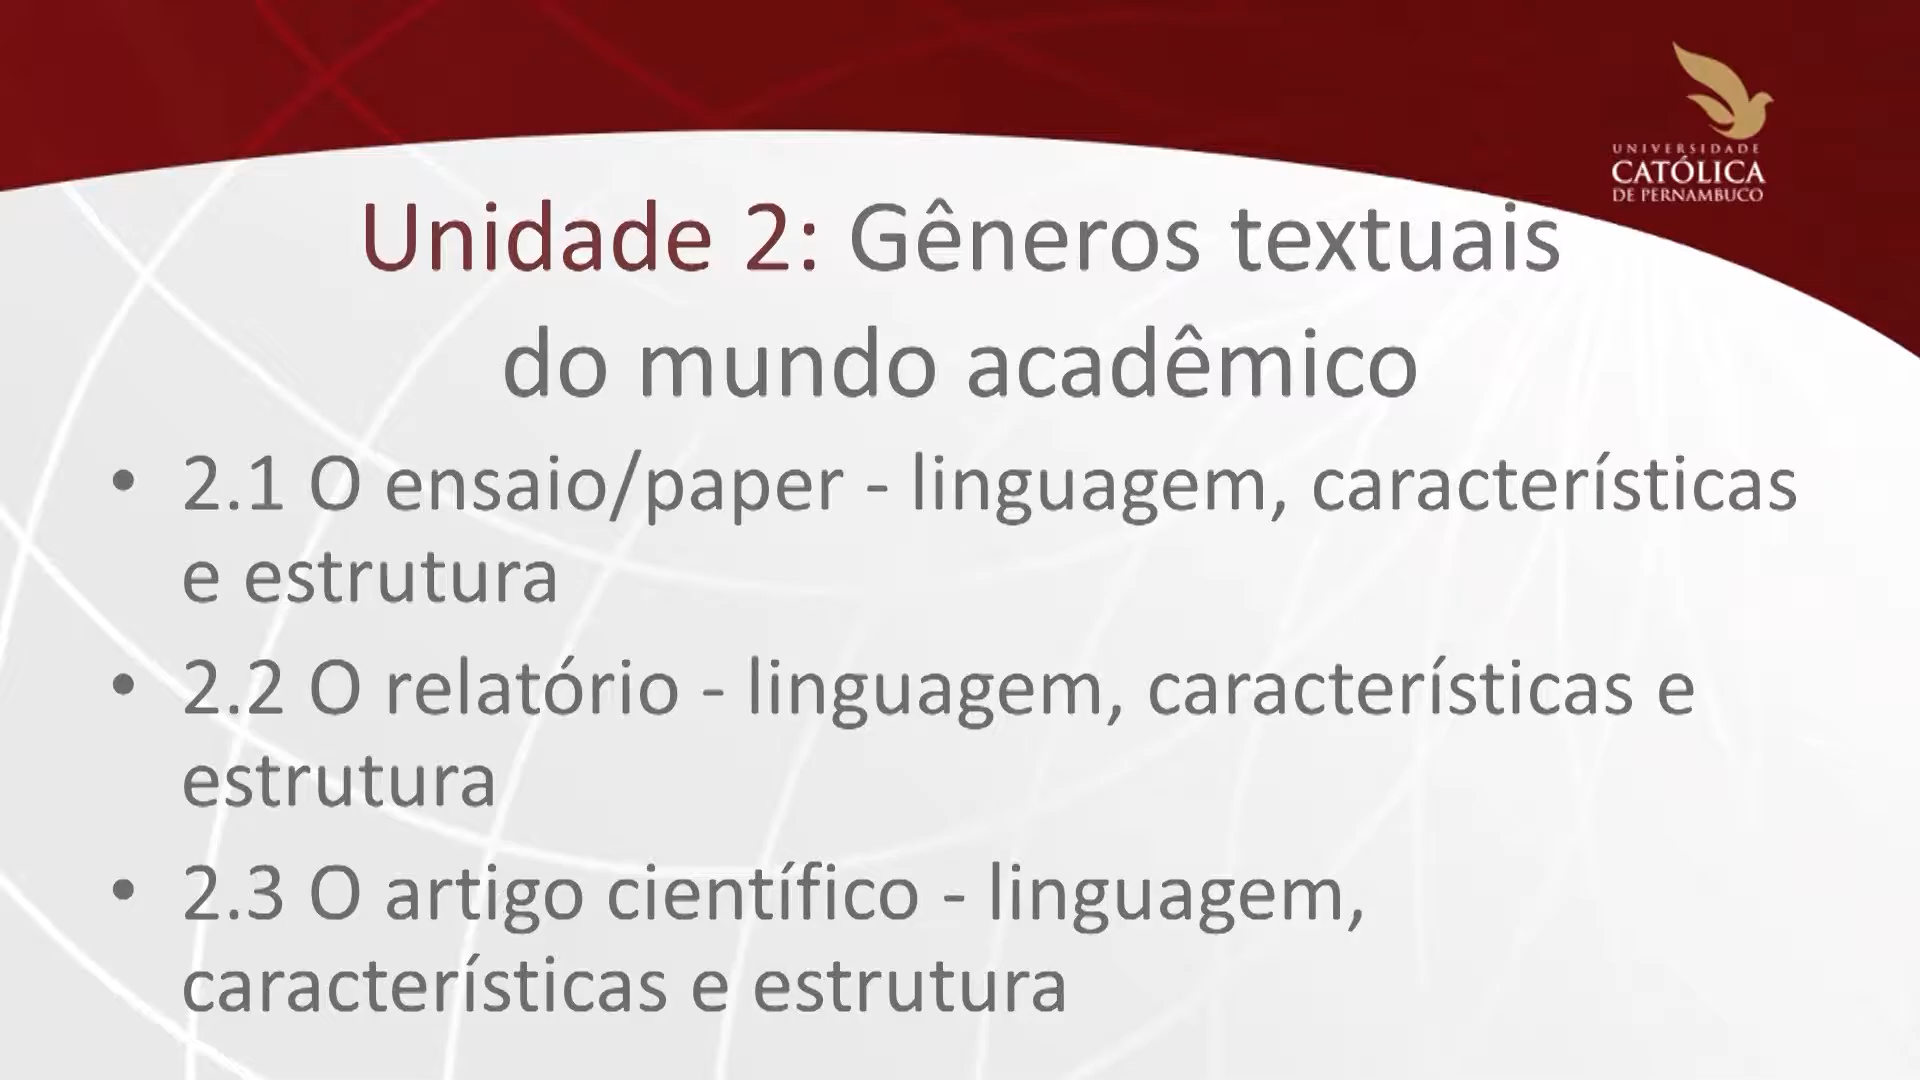 UNIVERSIDADE
CATÓLICA
DE PERNAMBUCO
Unidade 2: Gêneros textuais
do mundo acadêmico
• 2.1 O ensaio/paper - linguagem, características
e estrutura
• 2.2 O relatório - linguagem, características e
estrutura
• 2.3 O artigo científico - linguagem,
características e estrutura